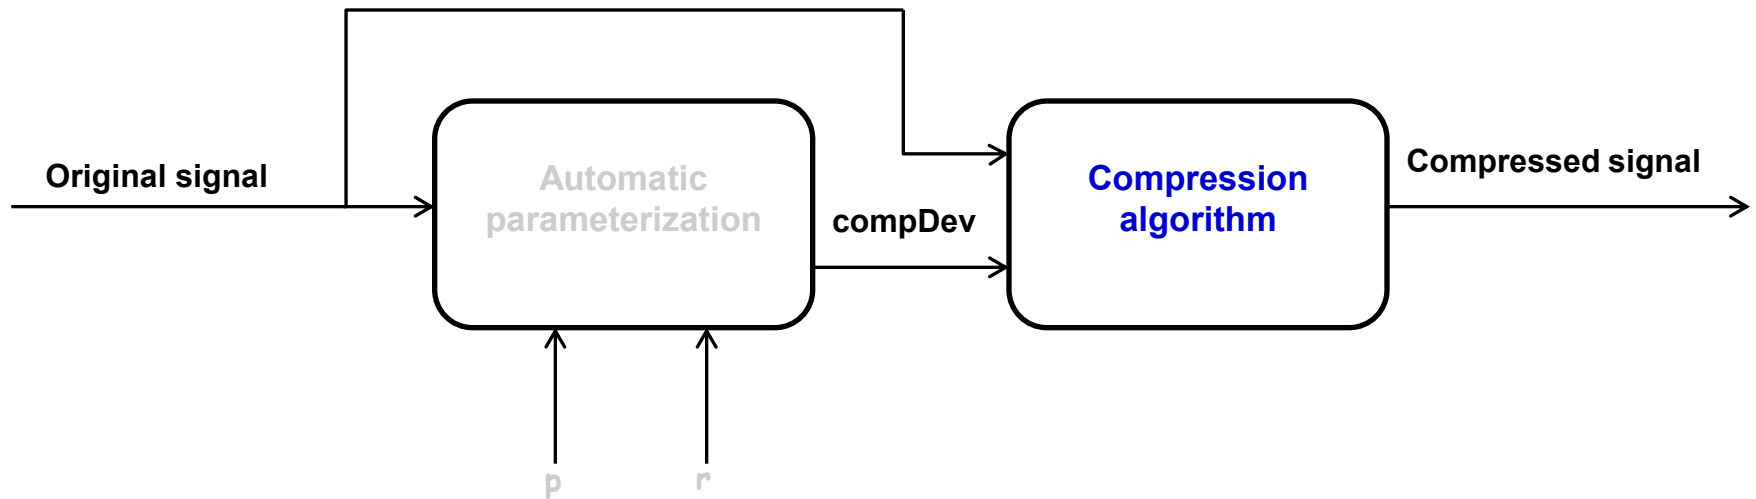 Original signal
Automatic
parameterization
compDev
Compression
algorithm
Compressed signal
p
r